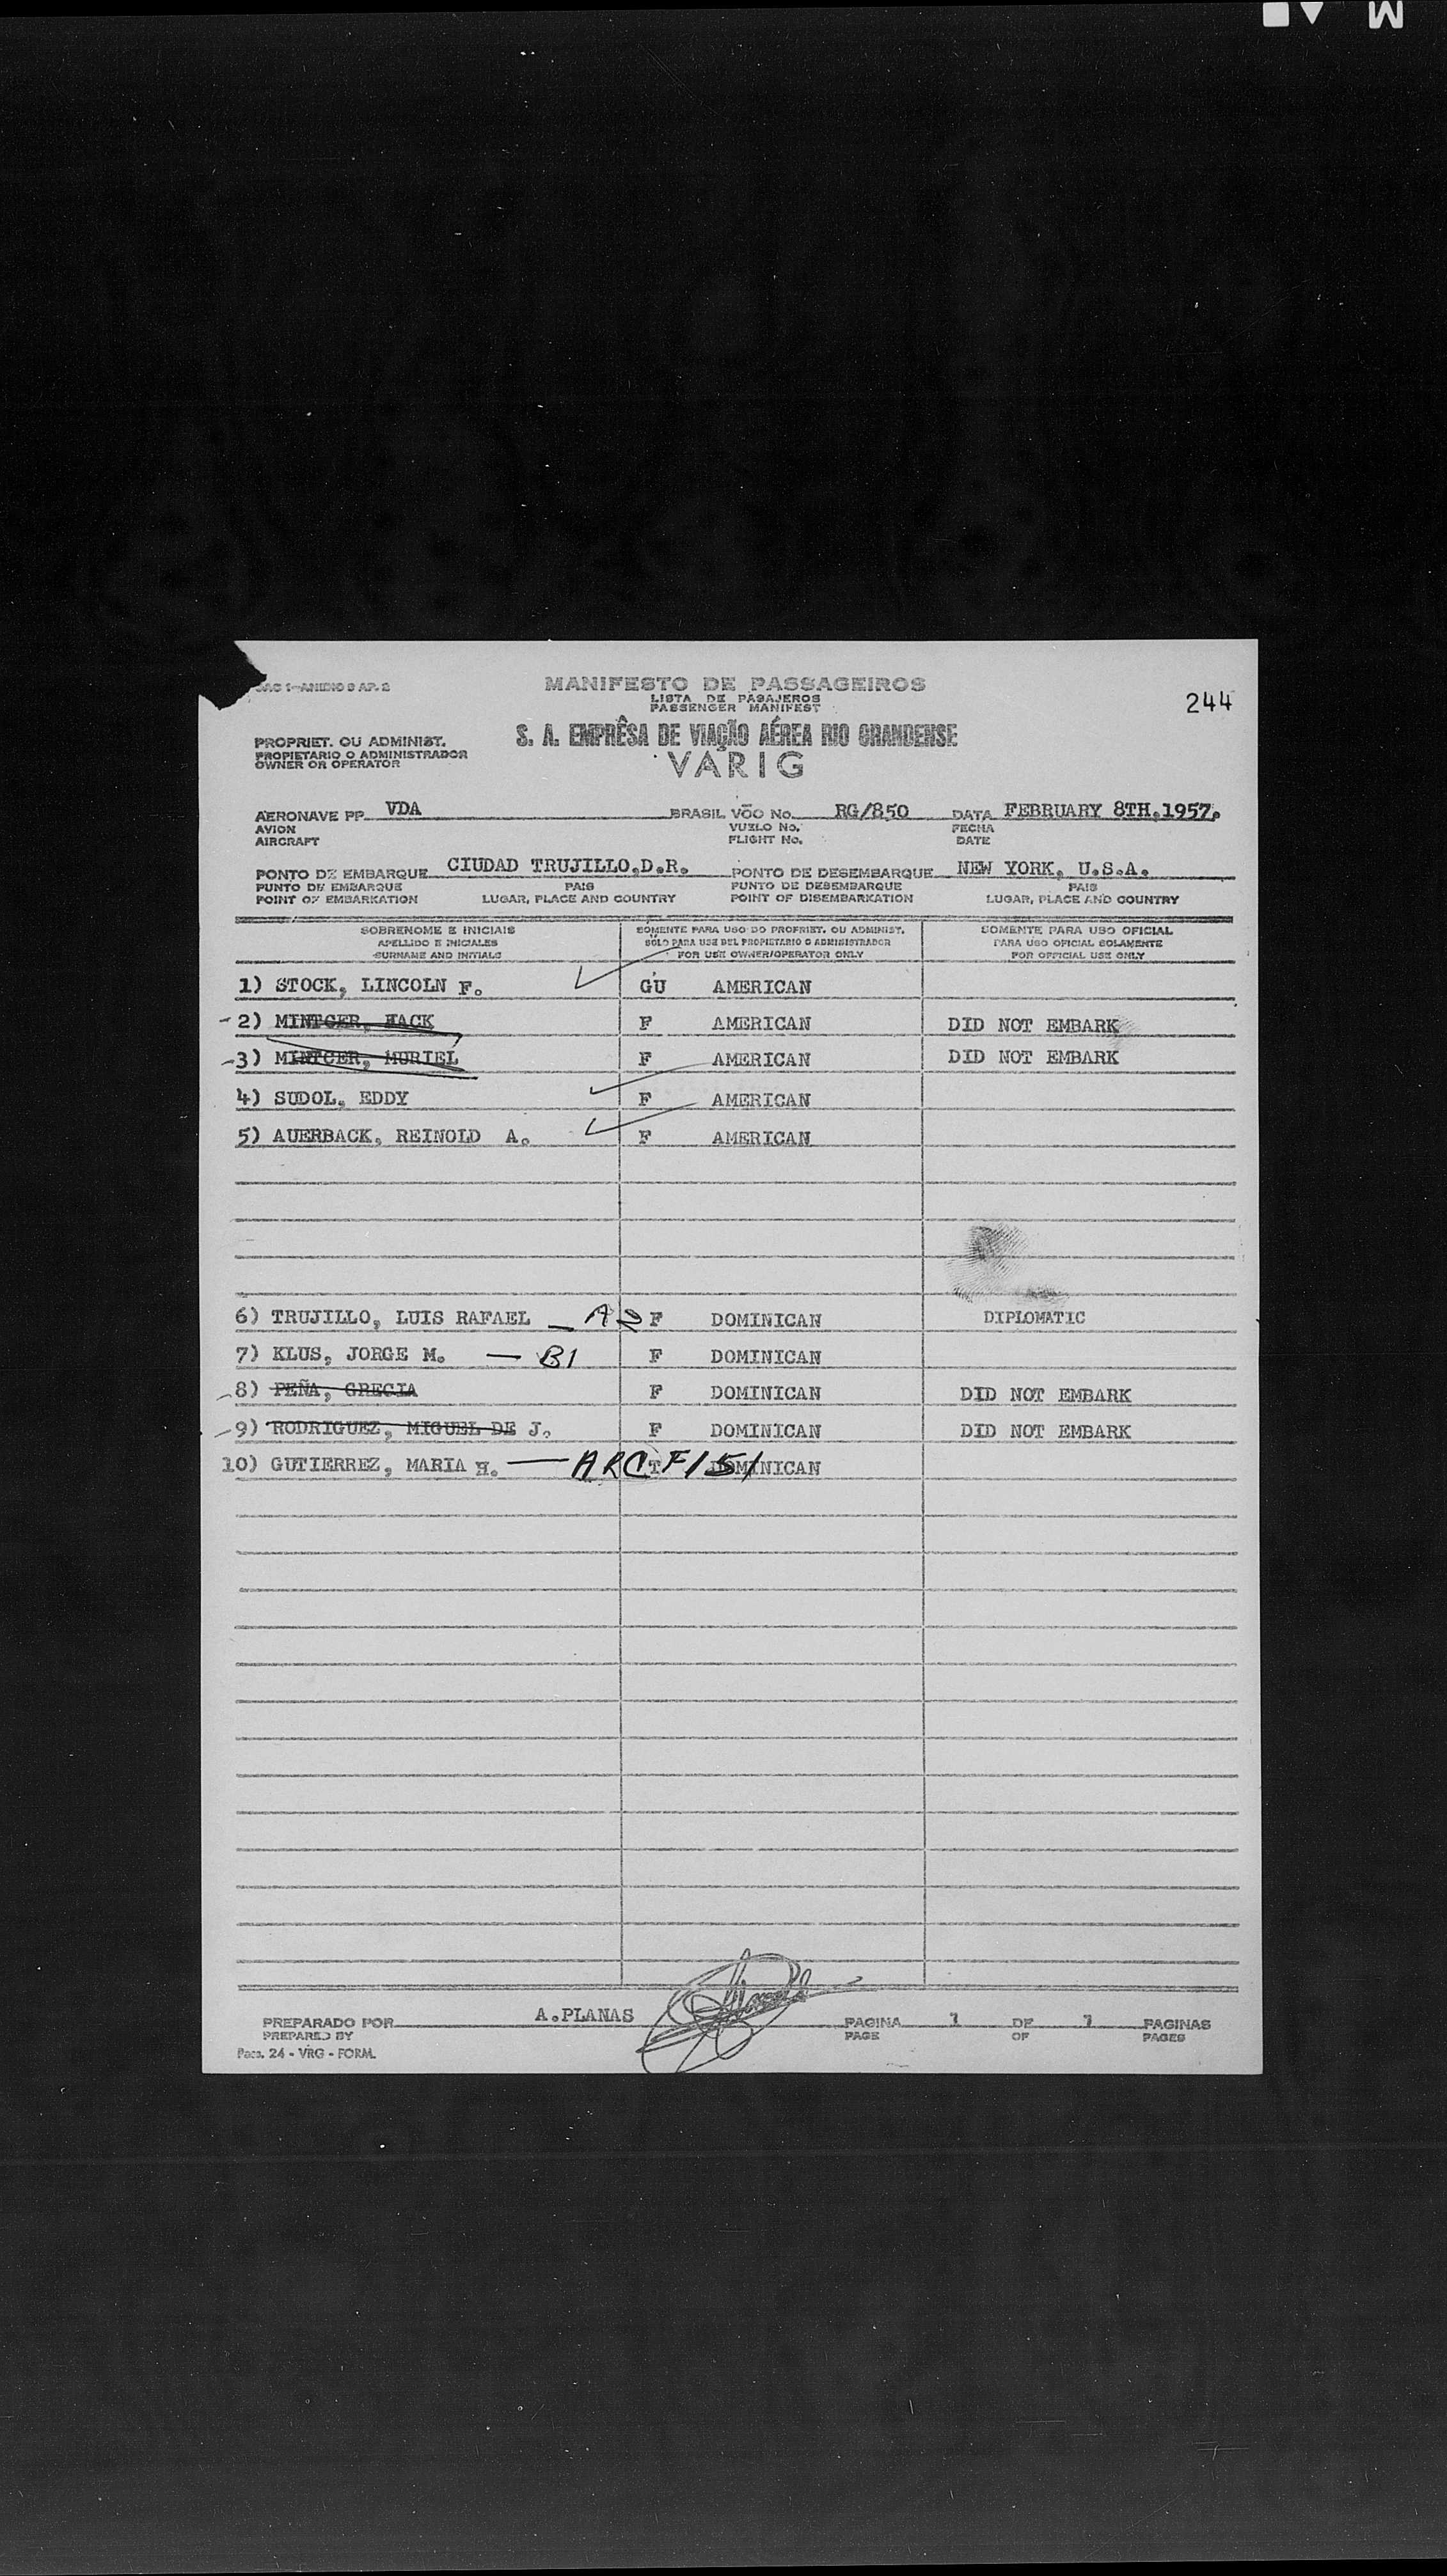 MANIFESTO DE PASSAGEIROS
LISTA DE PASAJEROS
PASSENGER MANIFEST
244
S. A. EMPRÊSA DE VIAÇÃO AÉREA RIO GRANDENSE
VARIG
PROPRIET. OU ADMINIST.
PROPIETARIO O ADMINISTRADOR
OWNER OR OPERATOR
AERONAVE PP VDA BRASIL VÔO No. RG/850 DATA FEBRUARY 8TH.1957.
AVION VUELO No. FECHA
AIRCRAFT FLIGHT No. DATE
PONTO DE EMBARQUE CIUDAD TRUJILLO.D.R. PONTO DE DESEMBARQUE NEW YORK, U.S.A.
PUNTO DE EMBARQUE PAIS PUNTO DE DESEMBARQUE PAIS
POINT OF EMBARKATION LUGAR, PLACE AND COUNTRY POINT OF DISEMBARKATION LUGAR, PLACE AND COUNTRY
SOBRENOME E INICIAIS SOMENTE PARA USO DO PROPRIET. OU ADMINIST. SOMENTE PARA USO OFICIAL
APELLIDO E INICIALES SÓLO PARA USE DEL PROPIETARIO O ADMINISTRADOR PARA USO OFICIAL SOLAMENTE
SURNAME AND INITIALS FOR USE OWNER/OPERATOR ONLY FOR OFFICIAL USE ONLY
1) STOCK, LINCOLN F. GU AMERICAN
-2) MINTCER, HACK F AMERICAN DID NOT EMBARK
-3) MINTCER, MURIEL F AMERICAN DID NOT EMBARK
4) SUDOL, EDDY F AMERICAN
5) AUERBACK, REINOLD A. F AMERICAN
6) TRUJILLO, LUIS RAFAEL — A2 F DOMINICAN DIPLOMATIC
7) KLUS, JORGE M. — B1 F DOMINICAN
-8) PEÑA, GRECIA F DOMINICAN DID NOT EMBARK
-9) RODRIGUEZ, MIGUEL DE J. F DOMINICAN DID NOT EMBARK
10) GUTIERREZ, MARIA H. — ARC F151 T DOMINICAN
PREPARADO POR A.PLANAS PAGINA 1 DE 1 PAGINAS
PREPARED BY PAGE OF PAGES
24 - VRG - FORM.